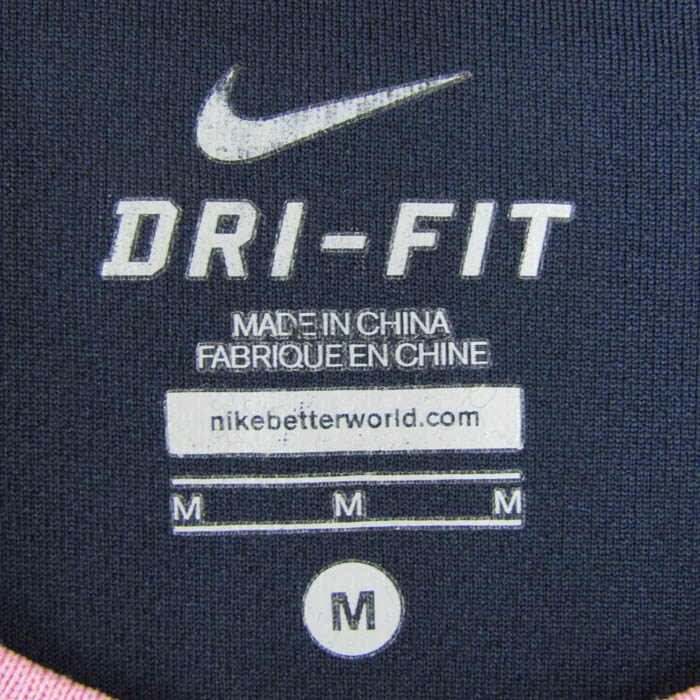 DRI-FIT
MADE IN CHINA
FABRIQUE EN CHINE
nikebetterworld.com
M M M
M